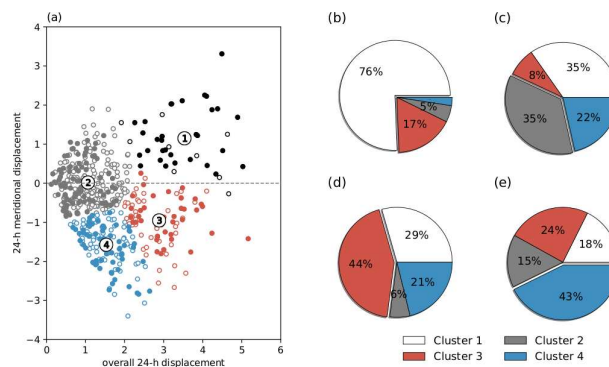 (a)
24-h meridional displacement
4
3
2
1
0
−1
−2
−3
−4
1
2
3
4
0 1 2 3 4 5 6
overall 24-h displacement
(b)
76%
5%
17%
(c)
35%
8%
35%
22%
(d)
29%
44%
6%
21%
(e)
24%
18%
15%
43%
Cluster 1 Cluster 2
Cluster 3 Cluster 4